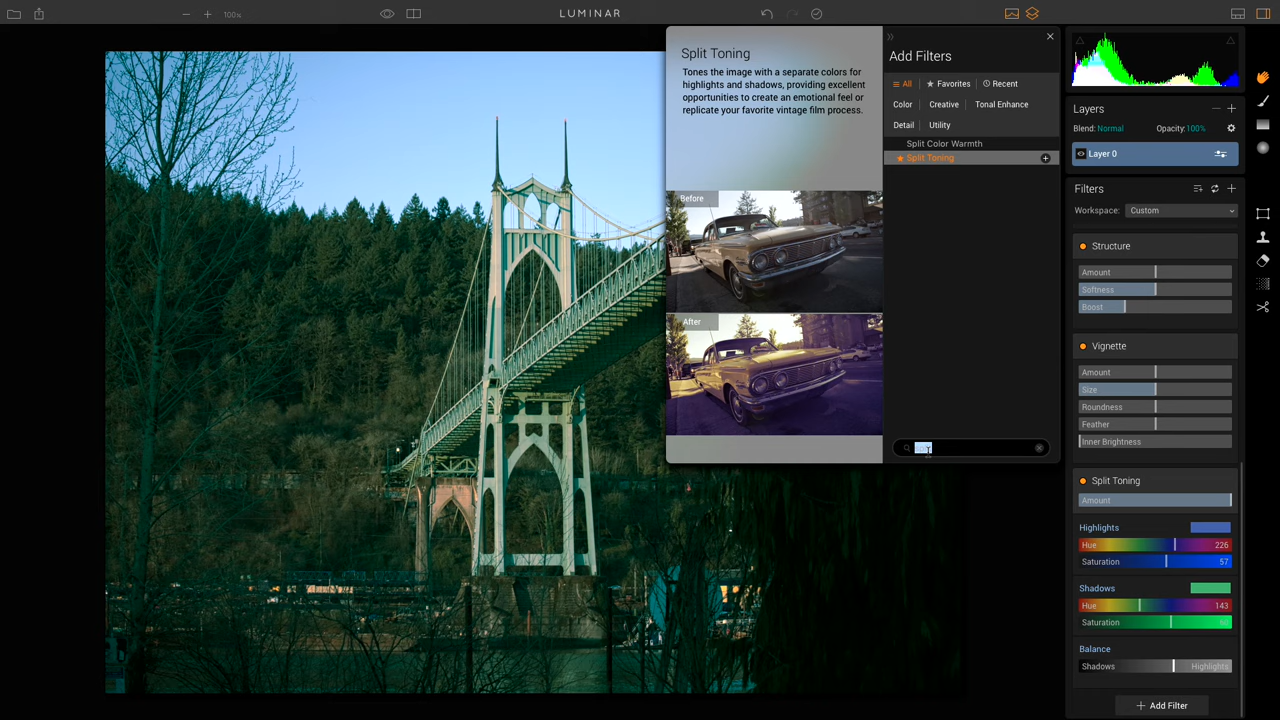 100%
LUMINAR
Split Toning
Tones the image with a separate colors for
highlights and shadows, providing excellent
opportunities to create an emotional feel or
replicate your favorite vintage film process.
Before
After
Add Filters
All
Favorites
Recent
Color
Creative
Tonal Enhance
Detail
Utility
Split Color Warmth
Split Toning
Layers
Blend: Normal
Opacity: 100%
Layer 0
Filters
Workspace:
Custom
Structure
Amount
Softness
Boost
Vignette
Amount
Size
Roundness
Feather
Inner Brightness
Split Toning
Amount
Highlights
Hue 226
Saturation 57
Shadows
Hue 143
Saturation 60
Balance
Shadows Highlights
Add Filter